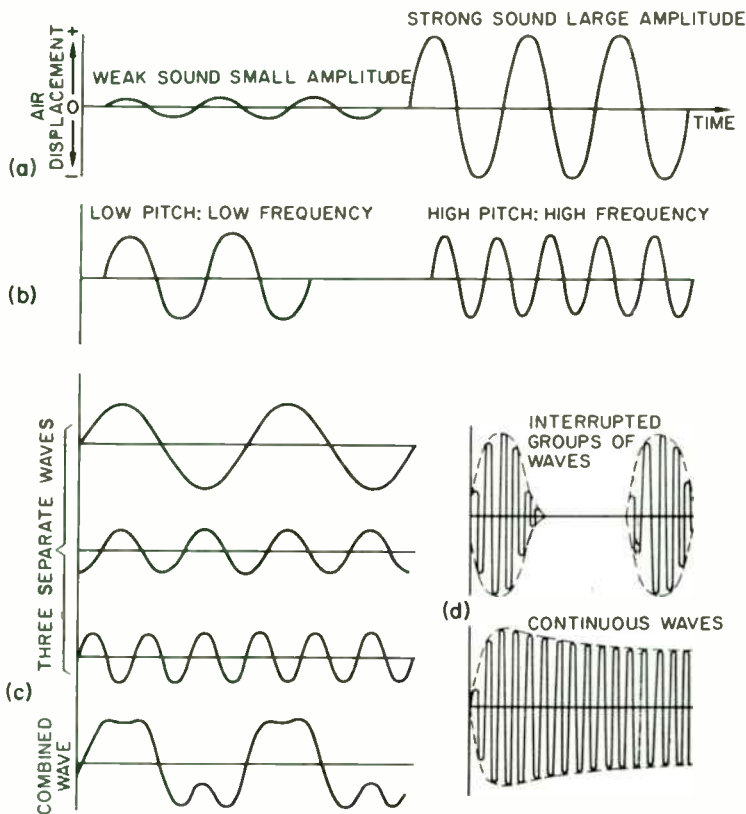 STRONG SOUND LARGE AMPLITUDE
AIR
DISPLACEMENT
+
0
−
WEAK SOUND SMALL AMPLITUDE
TIME
(a)
LOW PITCH: LOW FREQUENCY
HIGH PITCH: HIGH FREQUENCY
(b)
THREE SEPARATE WAVES
(c)
COMBINED
WAVE
INTERRUPTED
GROUPS OF
WAVES
(d)
CONTINUOUS WAVES